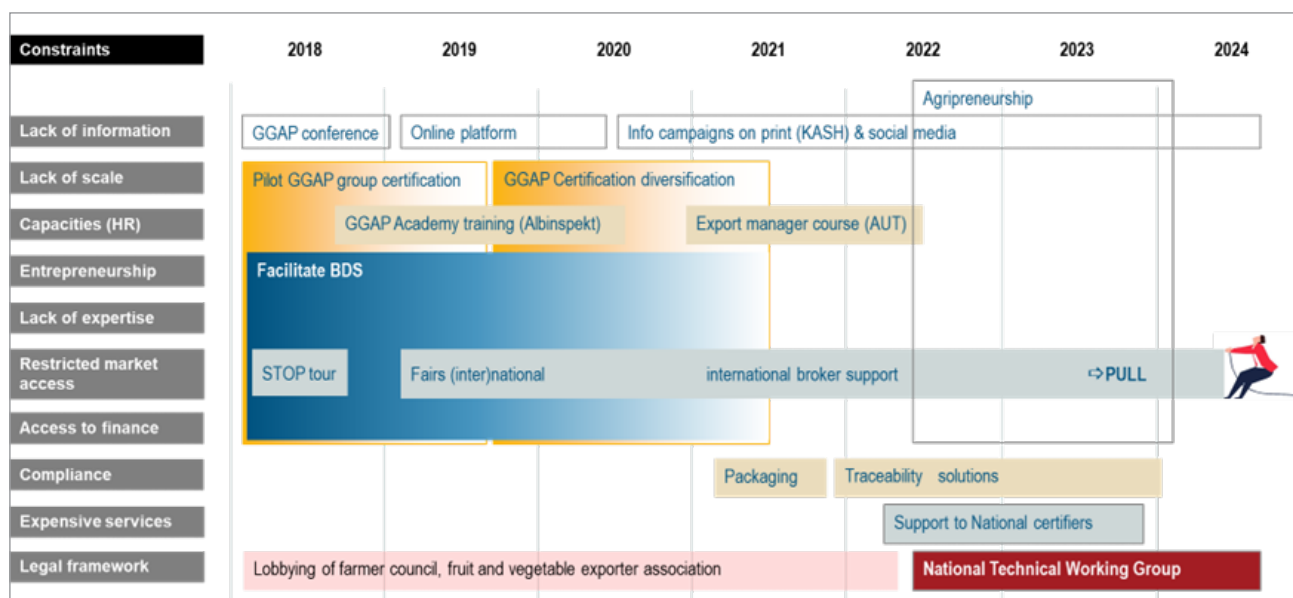 Constraints 2018 2019 2020 2021 2022 2023 2024
Agripreneurship
Lack of information GGAP conference Online platform Info campaigns on print (KASH) & social media
Lack of scale Pilot GGAP group certification GGAP Certification diversification
Capacities (HR) GGAP Academy training (Albinspekt) Export manager course (AUT)
Entrepreneurship Facilitate BDS
Lack of expertise
Restricted market
access
STOP tour Fairs (inter)national international broker support ⇨PULL
Access to finance
Compliance Packaging Traceability solutions
Expensive services Support to National certifiers
Legal framework Lobbying of farmer council, fruit and vegetable exporter association National Technical Working Group